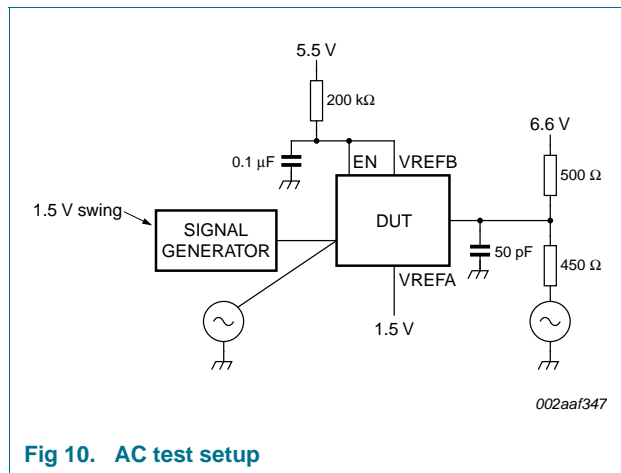 5.5 V
200 kΩ
6.6 V
0.1 μF
EN
VREFB
500 Ω
1.5 V swing
SIGNAL
GENERATOR
DUT
50 pF
450 Ω
VREFA
1.5 V
002aaf347
Fig 10. AC test setup